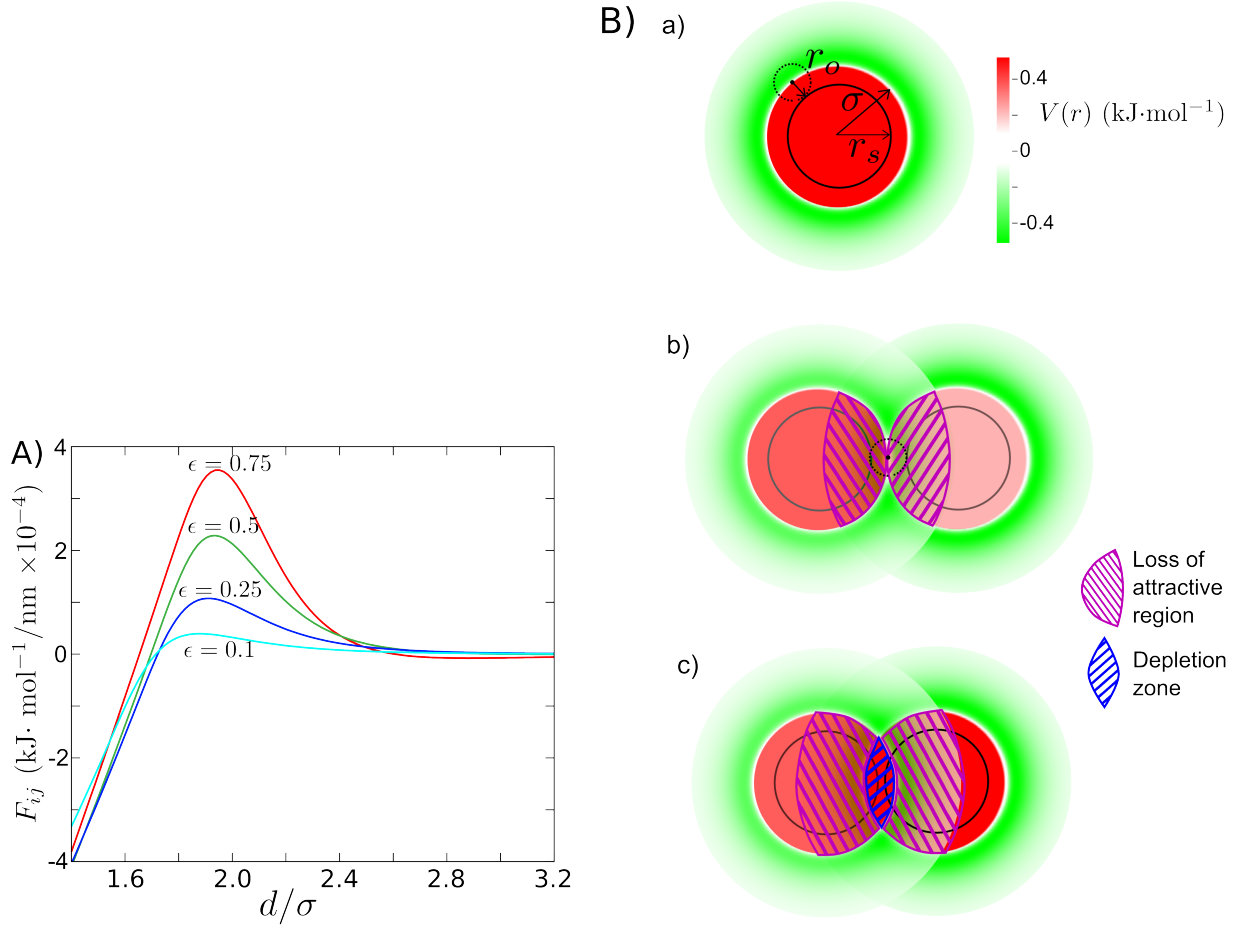 A)
F_{ij} (kJ· mol⁻¹/nm ×10⁻⁴)
4
2
0
-2
-4
ϵ = 0.75
ϵ = 0.5
ϵ = 0.25
ϵ = 0.1
1.6 2.0 2.4 2.8 3.2
d/σ
B)
a)
r_o
σ
r_s
0.4
0
-0.4
V(r) (kJ·mol⁻¹)
b)
c)
Loss of
attractive
region
Depletion
zone